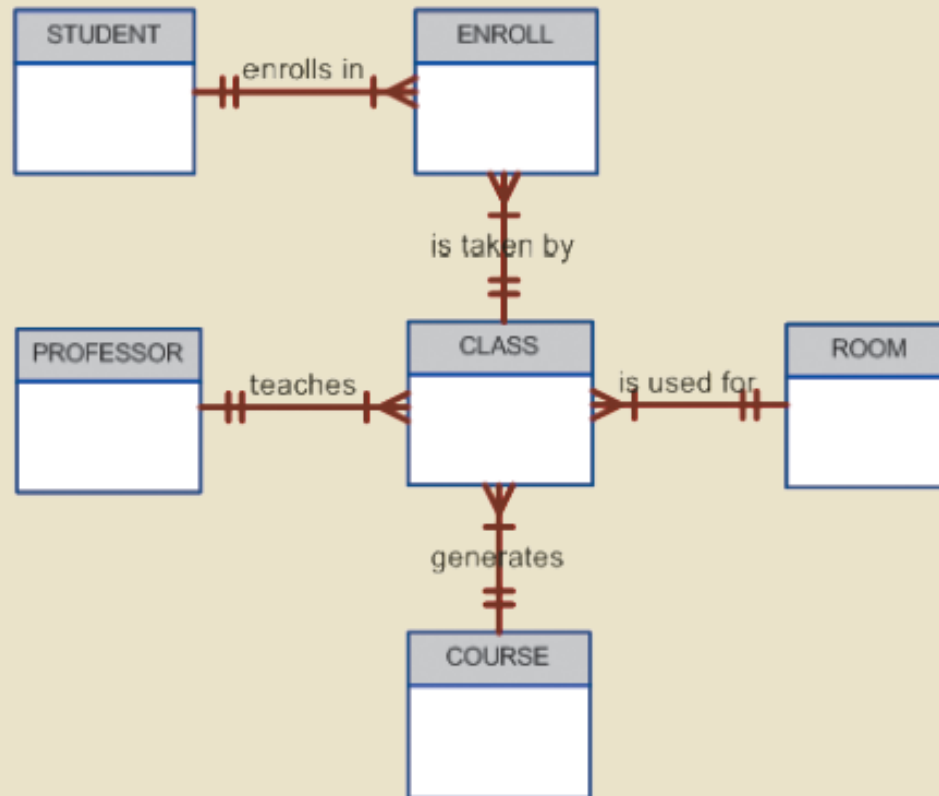 STUDENT
enrolls in
ENROLL
is taken by
PROFESSOR
teaches
CLASS
is used for
ROOM
generates
COURSE